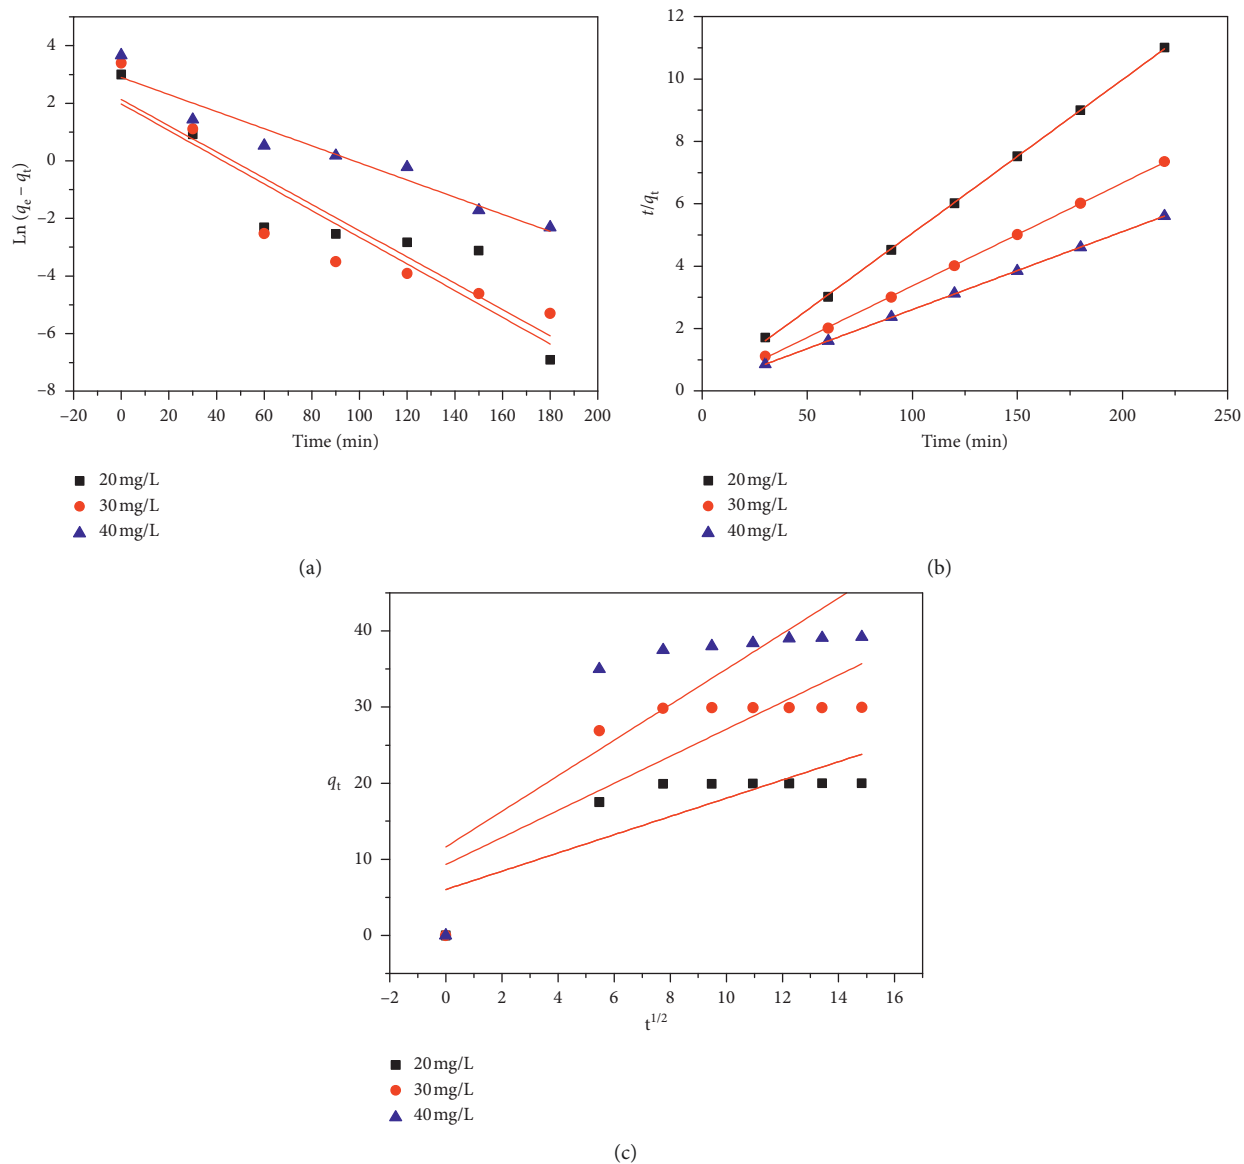 4
2
0
−2
−4
−6
−8
Ln (qe − qt)
−20 0 20 40 60 80 100 120 140 160 180 200
Time (min)
20 mg/L
30 mg/L
40 mg/L
(a)
12
10
8
6
4
2
0
t/qt
0 50 100 150 200 250
Time (min)
20 mg/L
30 mg/L
40 mg/L
(b)
40
30
20
10
0
qt
−2 0 2 4 6 8 10 12 14 16
t1/2
20 mg/L
30 mg/L
40 mg/L
(c)